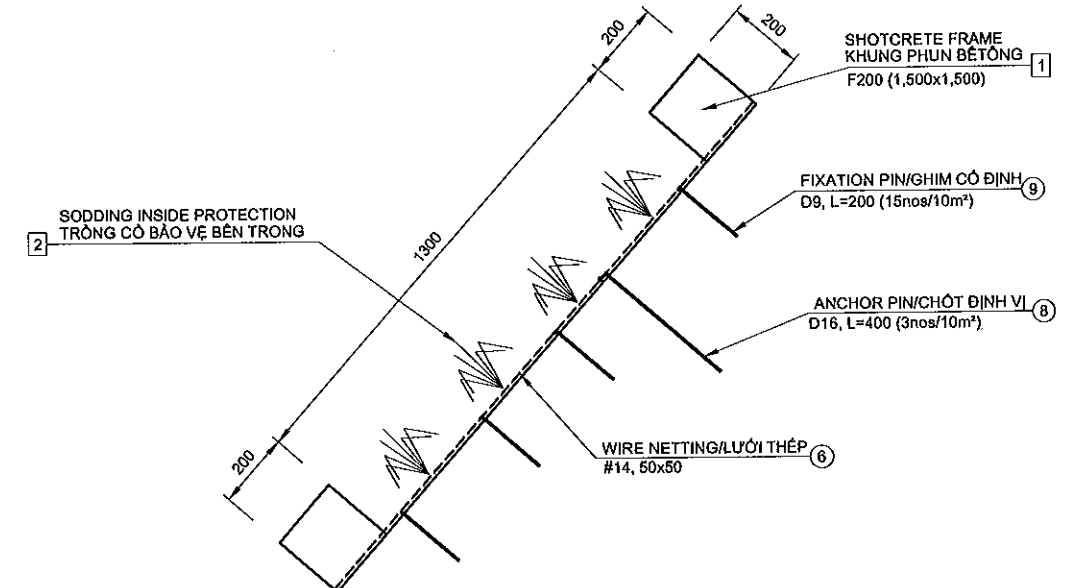 200
200
SHOTCRETE FRAME
KHUNG PHUN BÊTÔNG 1
F200 (1,500x1,500)
FIXATION PIN/GHIM CỐ ĐỊNH 9
D9, L=200 (15nos/10m²)
SODDING INSIDE PROTECTION
TRỒNG CỎ BẢO VỆ BÊN TRONG
2
1300
ANCHOR PIN/CHỐT ĐỊNH VỊ 8
D16, L=400 (3nos/10m²)
WIRE NETTING/LƯỚI THÉP 6
#14, 50x50
200